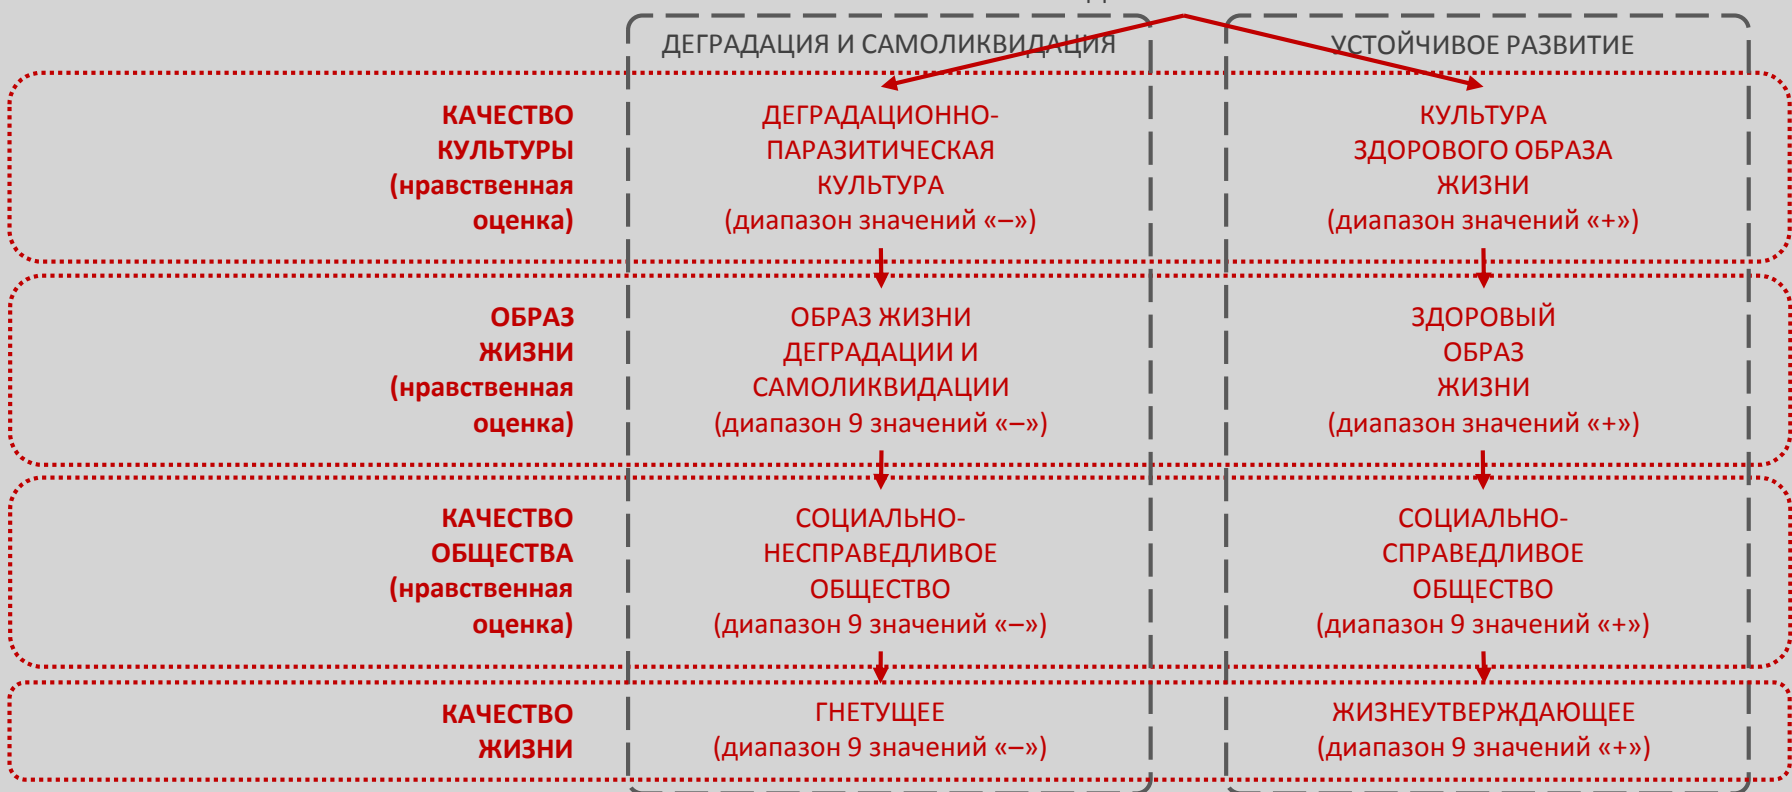 ДЕГРАДАЦИЯ И САМОЛИКВИДАЦИЯ
УСТОЙЧИВОЕ РАЗВИТИЕ
КАЧЕСТВО
КУЛЬТУРЫ
(нравственная
оценка)
ДЕГРАДАЦИОННО-
ПАРАЗИТИЧЕСКАЯ
КУЛЬТУРА
(диапазон значений «–»)
КУЛЬТУРА
ЗДОРОВОГО ОБРАЗА
ЖИЗНИ
(диапазон значений «+»)
ОБРАЗ
ЖИЗНИ
(нравственная
оценка)
ОБРАЗ ЖИЗНИ
ДЕГРАДАЦИИ И
САМОЛИКВИДАЦИИ
(диапазон 9 значений «–»)
ЗДОРОВЫЙ
ОБРАЗ
ЖИЗНИ
(диапазон значений «+»)
КАЧЕСТВО
ОБЩЕСТВА
(нравственная
оценка)
СОЦИАЛЬНО-
НЕСПРАВЕДЛИВОЕ
ОБЩЕСТВО
(диапазон 9 значений «–»)
СОЦИАЛЬНО-
СПРАВЕДЛИВОЕ
ОБЩЕСТВО
(диапазон 9 значений «+»)
КАЧЕСТВО
ЖИЗНИ
ГНЕТУЩЕЕ
(диапазон 9 значений «–»)
ЖИЗНЕУТВЕРЖДАЮЩЕЕ
(диапазон 9 значений «+»)